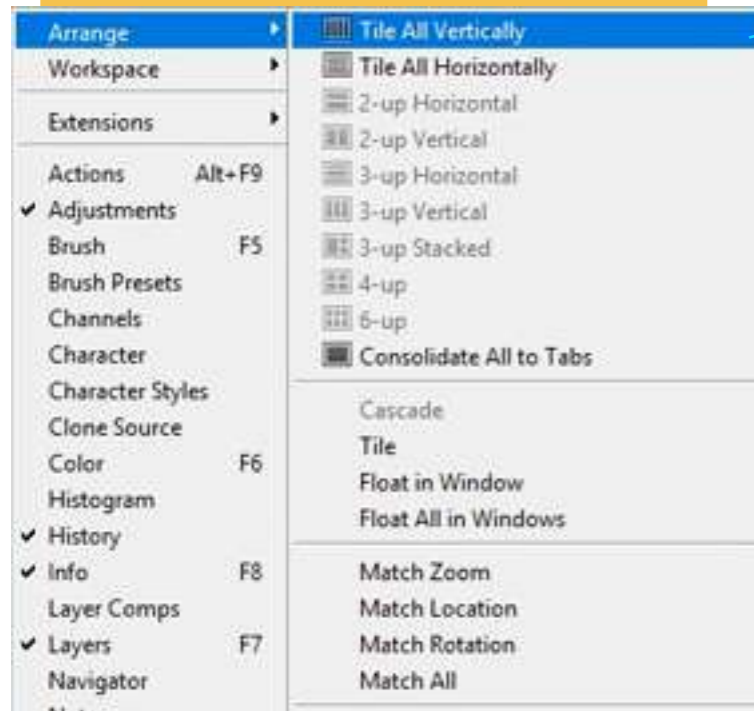 Arrange
Workspace
Extensions
Actions Alt+F9
Adjustments
Brush F5
Brush Presets
Channels
Character
Character Styles
Clone Source
Color F6
Histogram
History
Info F8
Layer Comps
Layers F7
Navigator
Tile All Vertically
Tile All Horizontally
2-up Horizontal
2-up Vertical
3-up Horizontal
3-up Vertical
3-up Stacked
4-up
6-up
Consolidate All to Tabs
Cascade
Tile
Float in Window
Float All in Windows
Match Zoom
Match Location
Match Rotation
Match All